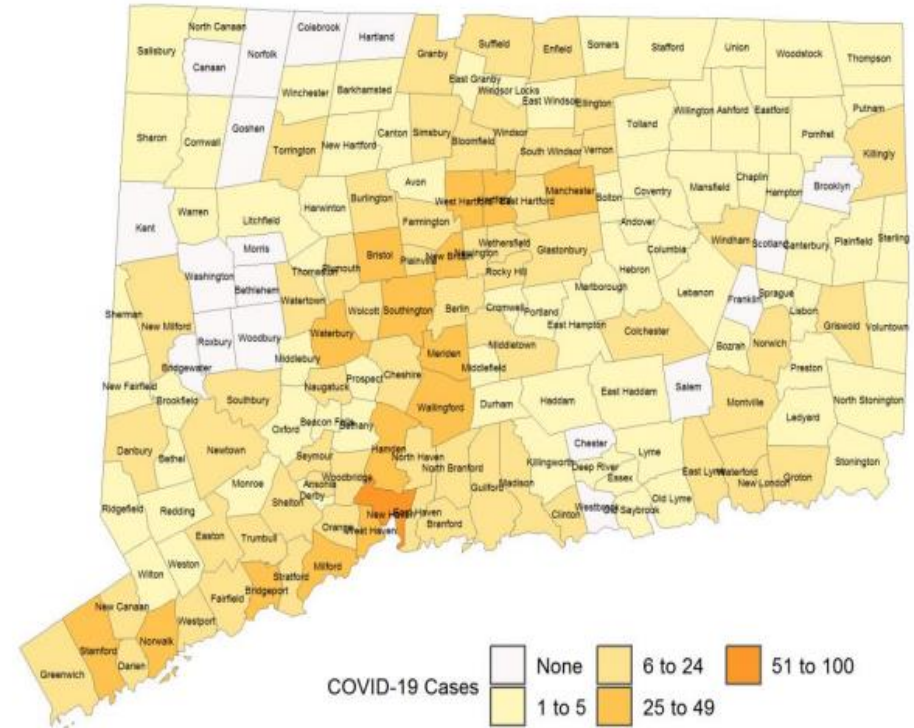 North Canaan
Colebrook
Hartland
Salisbury
Canaan
Norfolk
Granby
Suffield
Enfield
Somers
Stafford
Union
Woodstock
Thompson
East Granby
Windsor Locks
Winchester
Barkhamsted
East Windsor
Ellington
Willington
Ashford
Eastford
Putnam
Sharon
Cornwall
Goshen
Torrington
New Hartford
Canton
Simsbury
Bloomfield
Windsor
South Windsor
Vernon
Tolland
Pomfret
Killingly
Kent
Warren
Litchfield
Harwinton
Burlington
Avon
West Hartford
East Hartford
Manchester
Bolton
Coventry
Mansfield
Chaplin
Hampton
Brooklyn
Farmington
Andover
Morris
Washington
Bristol
Plainville
New Britain
Newington
Wethersfield
Glastonbury
Columbia
Windham
Scotland
Canterbury
Plainfield
Sterling
Thomaston
Plymouth
Rocky Hill
Hebron
Bethlehem
Watertown
Wolcott
Southington
Berlin
Cromwell
Portland
Marlborough
Lebanon
Franklin
Sprague
Lisbon
Sherman
New Milford
Roxbury
Woodbury
Waterbury
East Hampton
Colchester
Griswold
Voluntown
Bridgewater
Middlebury
Meriden
Middletown
Middlefield
Bozrah
Norwich
Preston
New Fairfield
Brookfield
Southbury
Naugatuck
Prospect
Cheshire
Wallingford
Durham
Haddam
East Haddam
Salem
Montville
North Stonington
Oxford
Beacon Falls
Bethany
Ledyard
Danbury
Bethel
Newtown
Seymour
Hamden
North Haven
North Branford
Chester
Killingworth
Deep River
Essex
Lyme
East Lyme
Waterford
New London
Groton
Stonington
Monroe
Woodbridge
Ansonia
Derby
Shelton
Guilford
Madison
Clinton
Westbrook
Old Saybrook
Old Lyme
Ridgefield
Redding
New Haven
East Haven
Branford
Orange
West Haven
Easton
Trumbull
Milford
Stratford
Bridgeport
Wilton
Weston
Fairfield
New Canaan
Westport
Norwalk
Stamford
Darien
Greenwich
COVID-19 Cases
None
6 to 24
51 to 100
1 to 5
25 to 49